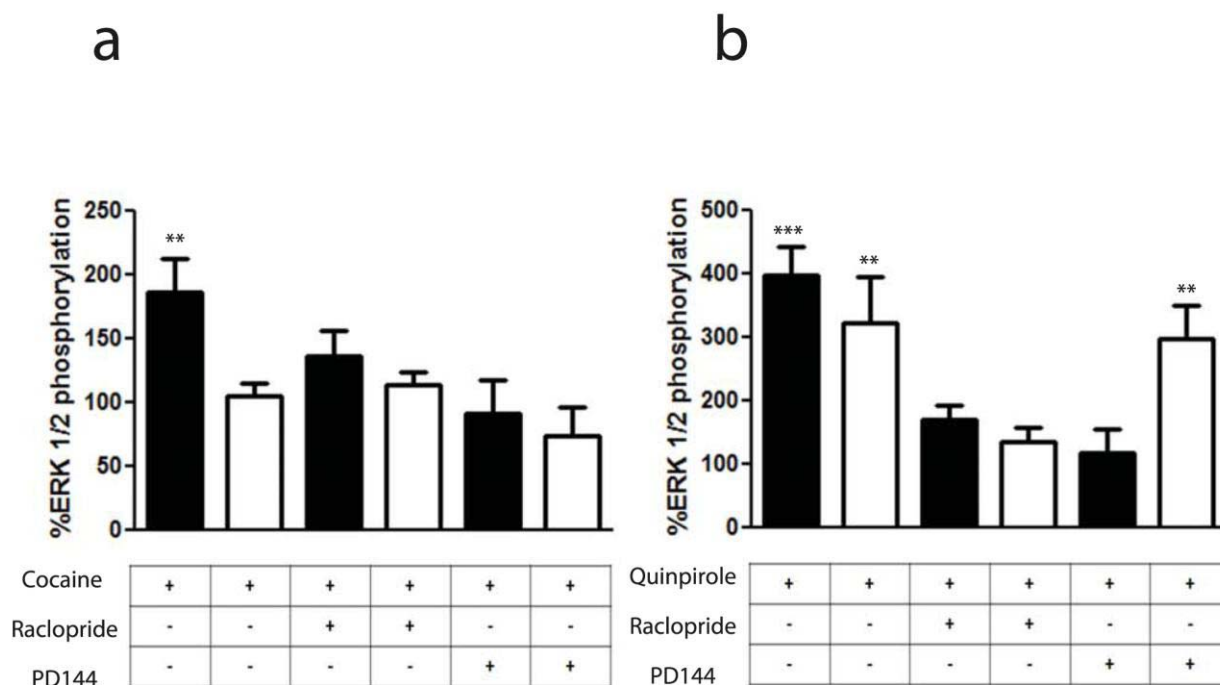 a
b
%ERK 1/2 phosphorylation
250
200
150
100
50
0
**
%ERK 1/2 phosphorylation
500
400
300
200
100
0
***
**
**
Cocaine + + + + + +
Raclopride - - + + - -
PD144 - - - - + +
Quinpirole + + + + + +
Raclopride - - + + - -
PD144 - - - - + +